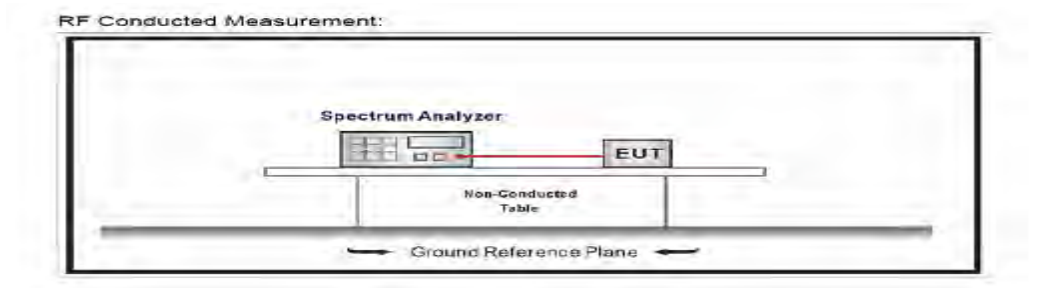 RF Conducted Measurement:
Spectrum Analyzer
EUT
Non-Conducted
Table
Ground Reference Plane